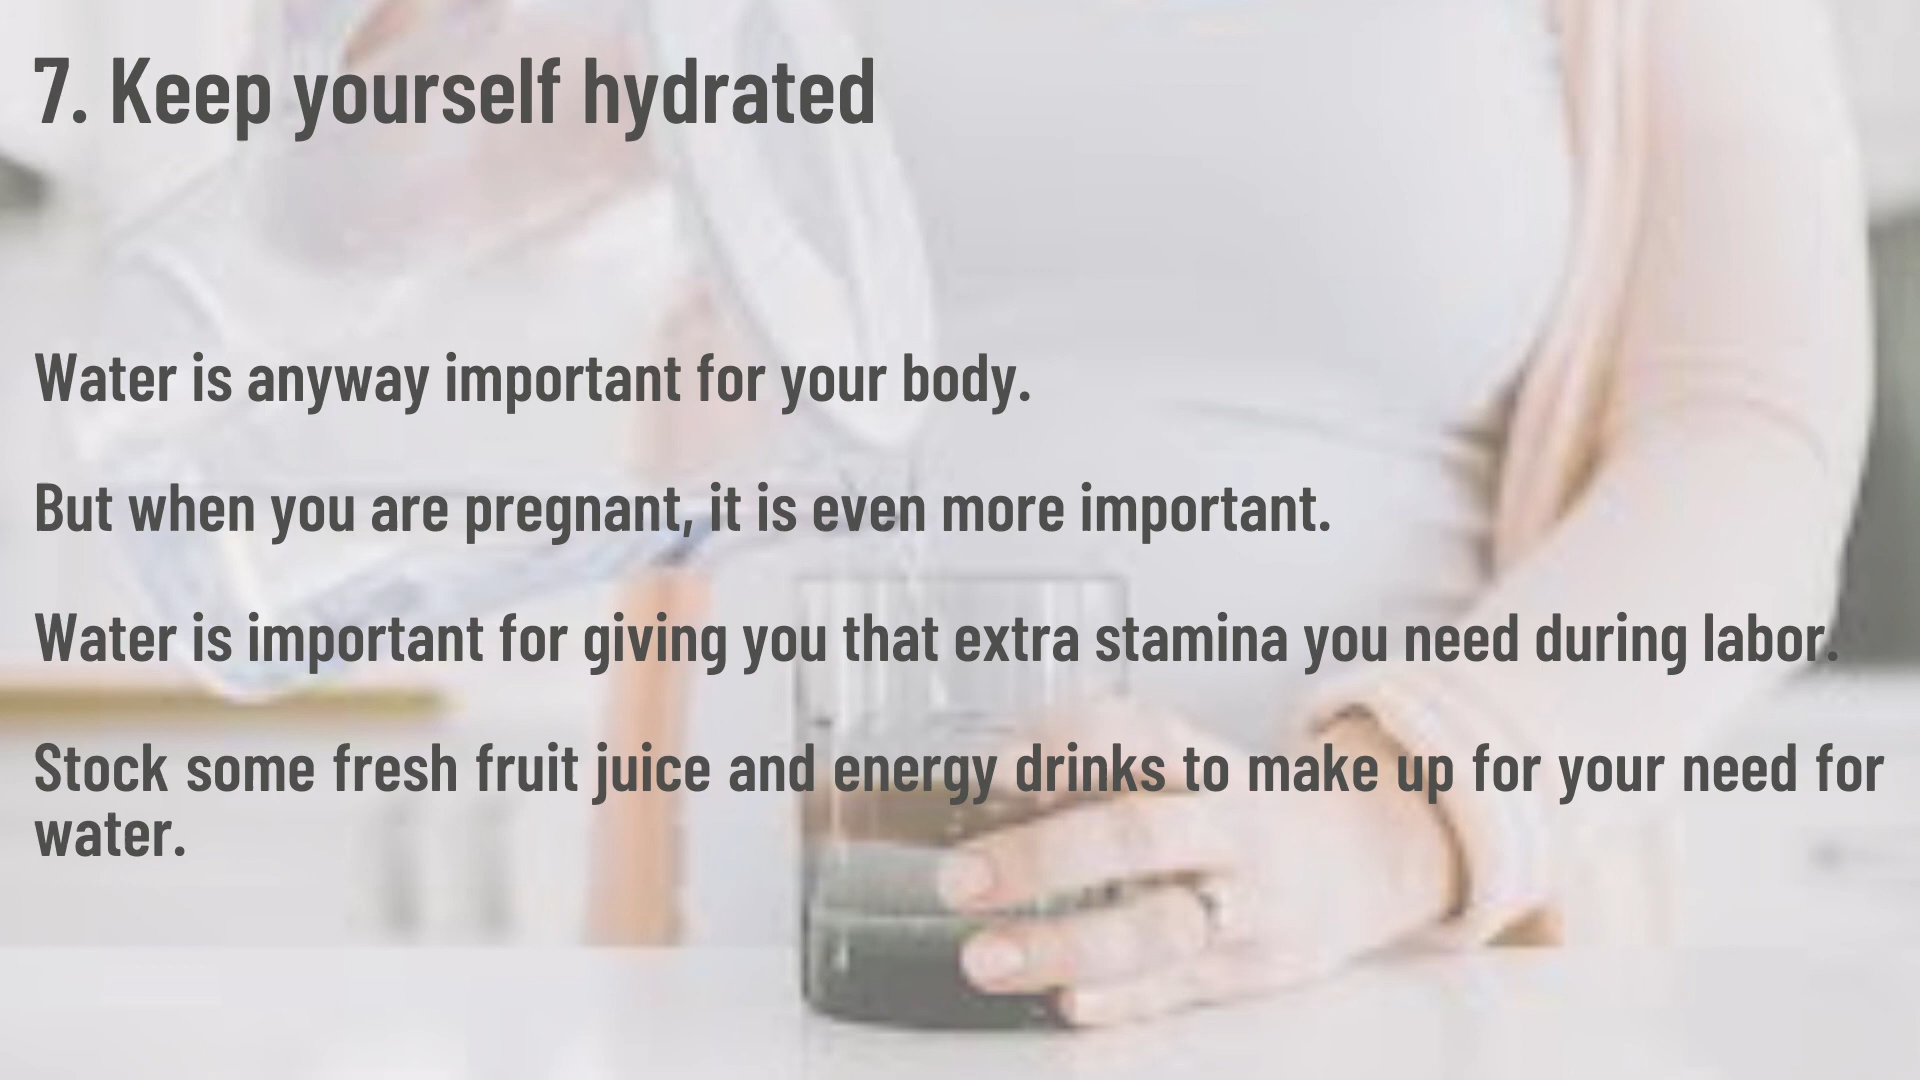 7. Keep yourself hydrated
Water is anyway important for your body.
But when you are pregnant, it is even more important.
Water is important for giving you that extra stamina you need during labor.
Stock some fresh fruit juice and energy drinks to make up for your need for
water.